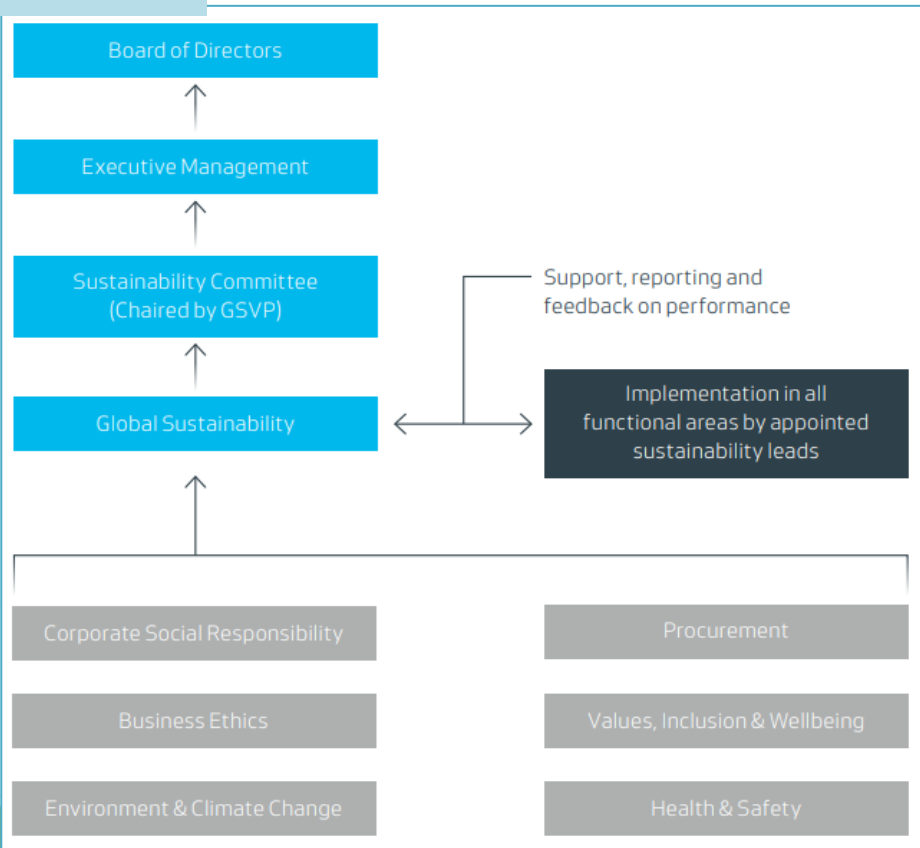 Board of Directors
Executive Management
Sustainability Committee
(Chaired by GSVP)
Support, reporting and
feedback on performance
Global Sustainability
Implementation in all
functional areas by appointed
sustainability leads
Corporate Social Responsibility
Procurement
Business Ethics
Values, Inclusion & Wellbeing
Environment & Climate Change
Health & Safety